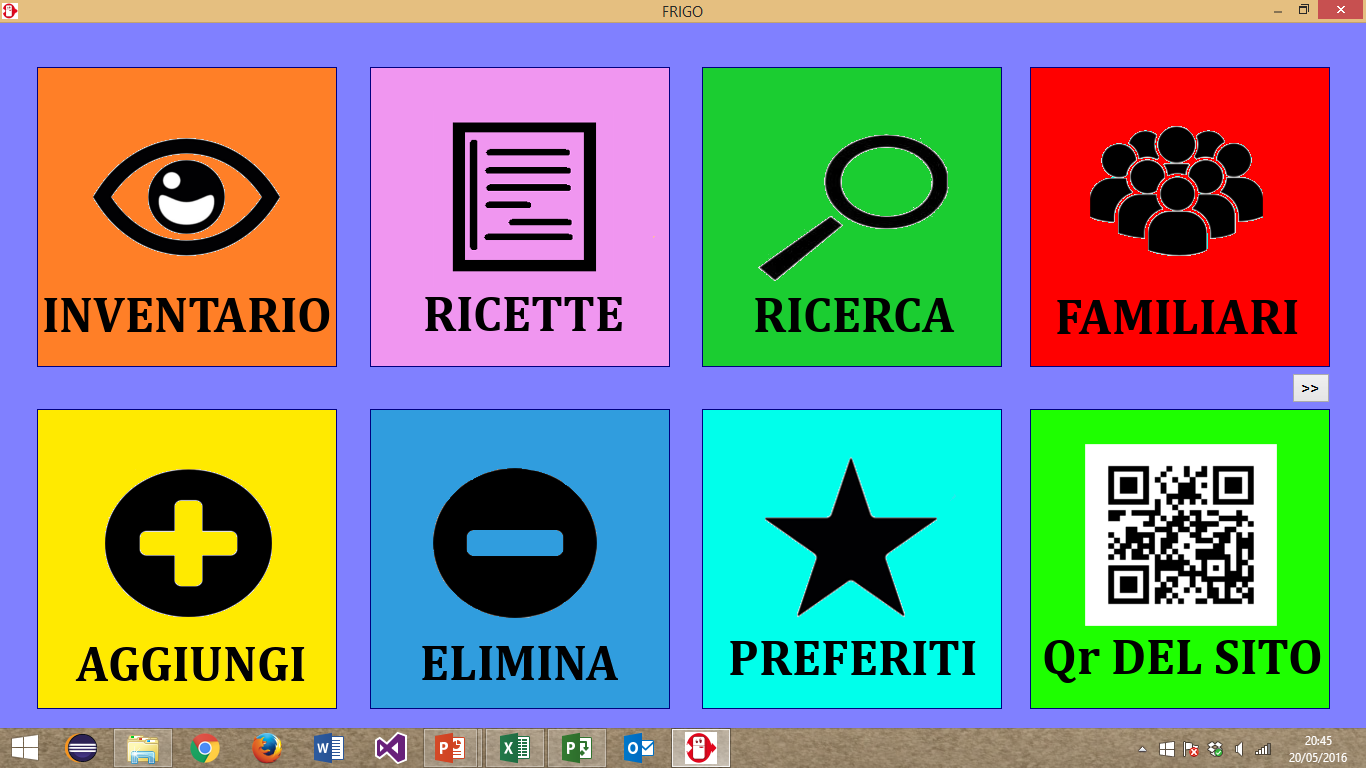 FRIGO
INVENTARIO
RICETTE
RICERCA
FAMILIARI
>>
AGGIUNGI
ELIMINA
PREFERITI
Qr DEL SITO
20:45
20/05/2016